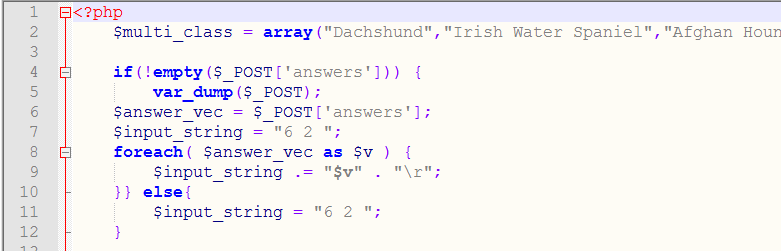 1 <?php
2 $multi_class = array("Dachshund","Irish Water Spaniel","Afghan Houn
3
4 if(!empty($_POST['answers'])) {
5 var_dump($_POST);
6 $answer_vec = $_POST['answers'];
7 $input_string = "6 2 ";
8 foreach( $answer_vec as $v ) {
9 $input_string .= "$v" . "\r";
10 }} else{
11 $input_string = "6 2 ";
12 }